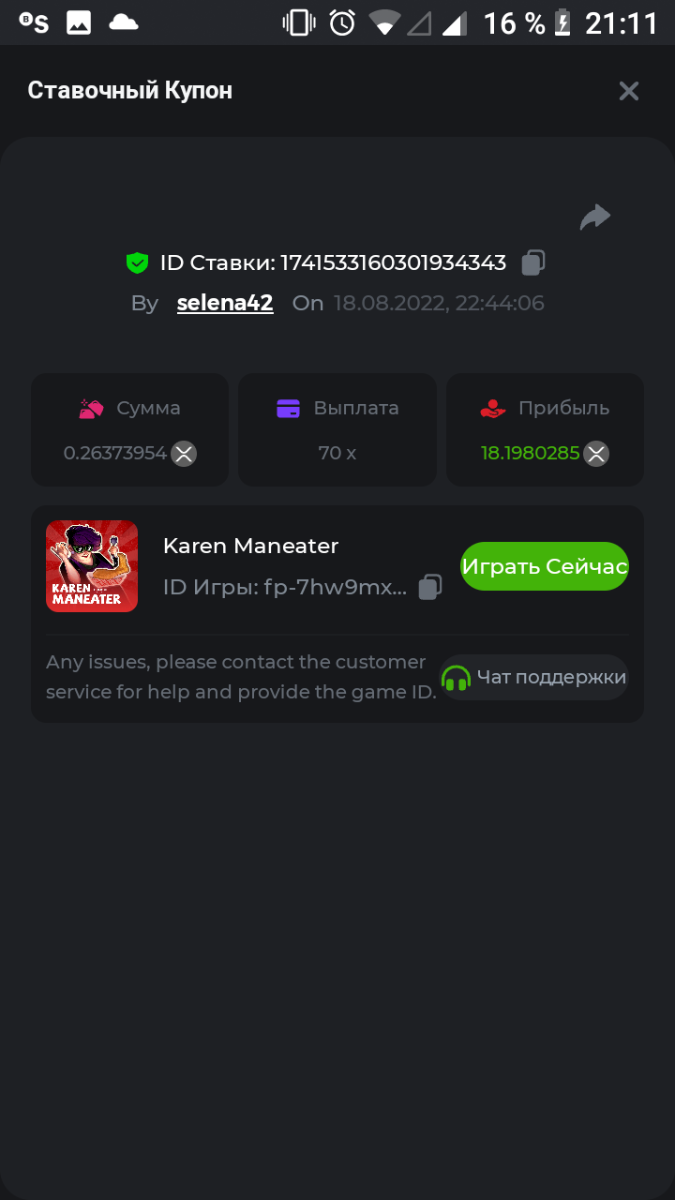 16 % 21:11
Ставочный Купон
ID Ставки: 1741533160301934343
By selena42 On 18.08.2022, 22:44:06
Сумма
0.26373954
Выплата
70 x
Прибыль
18.1980285
KAREN
MANEATER
Karen Maneater
ID Игры: fp-7hw9mx...
Играть Сейчас
Any issues, please contact the customer
service for help and provide the game ID.
Чат поддержки